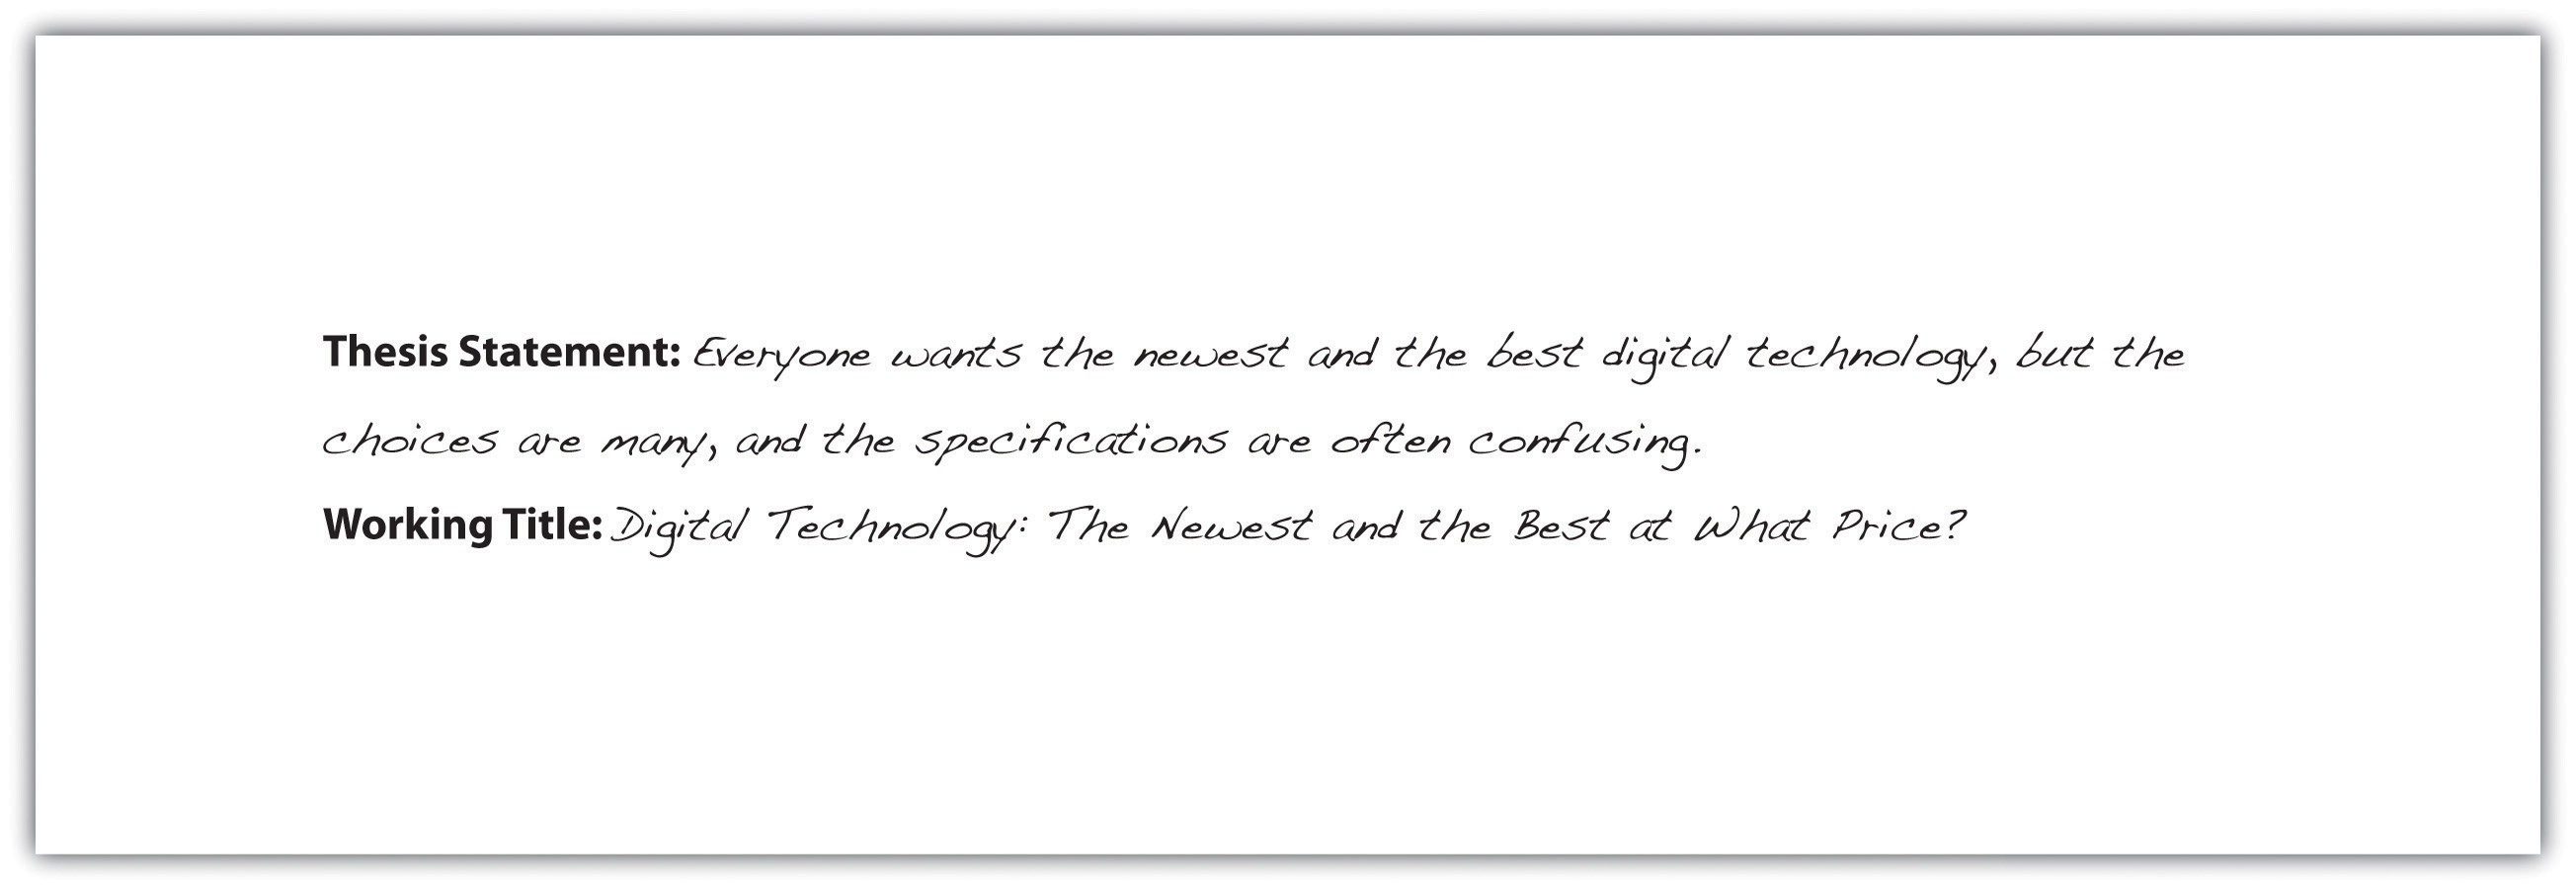 Thesis Statement: Everyone wants the newest and the best digital technology, but the
choices are many, and the specifications are often confusing.
Working Title: Digital Technology: The Newest and the Best at What Price?